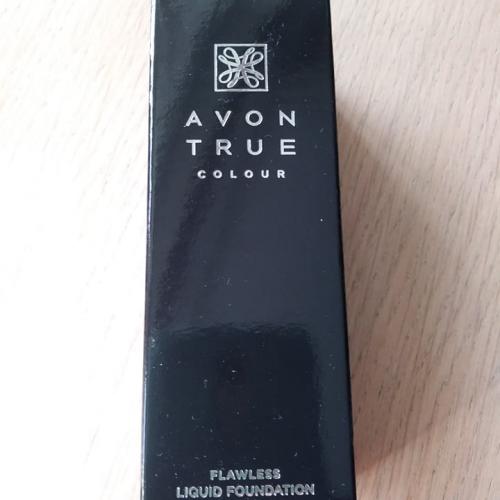 AVON
TRUE
COLOUR
FLAWLESS
LIQUID FOUNDATION